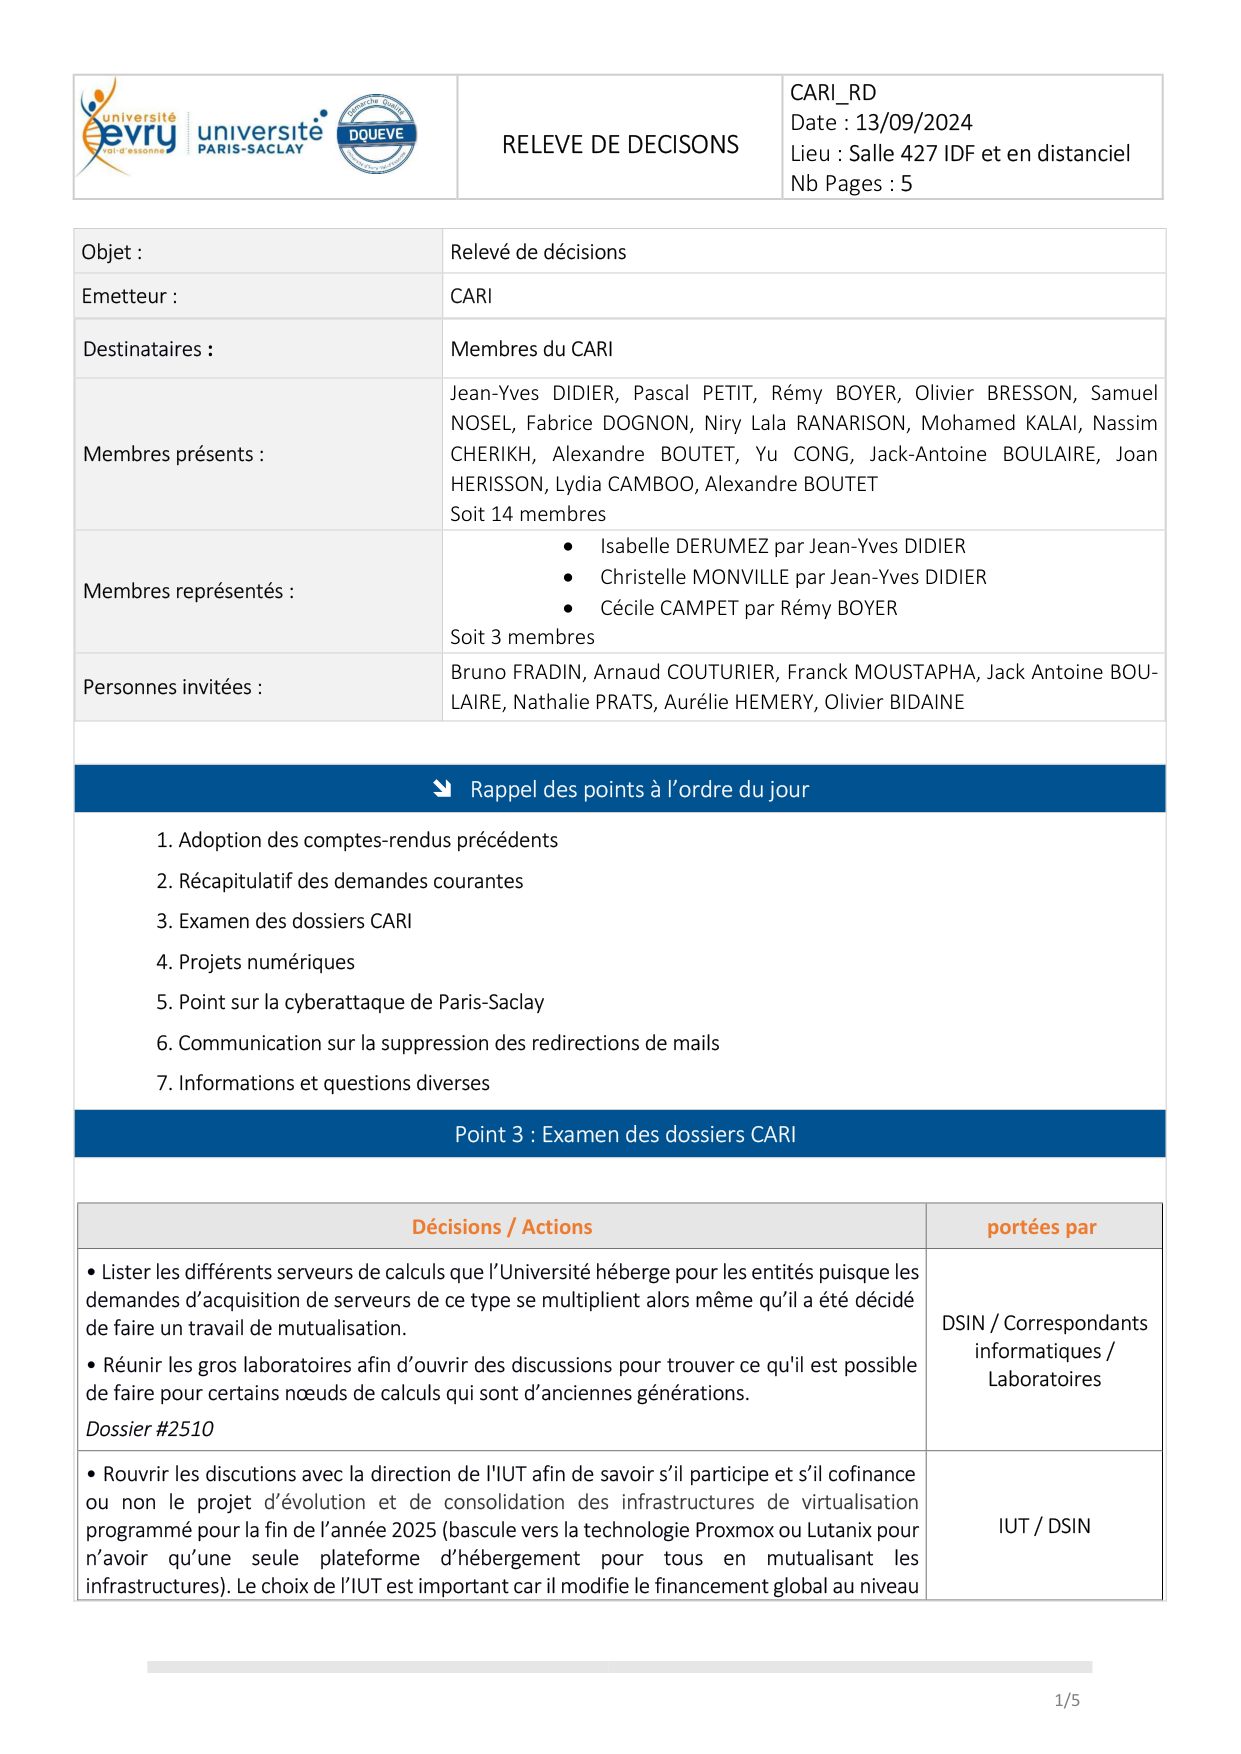 université
evry
val-d'essonne
université
PARIS-SACLAY
Démarche Qualité
DQUEVE
RELEVE DE DECISONS
CARI_RD
Date : 13/09/2024
Lieu : Salle 427 IDF et en distanciel
Nb Pages : 5
Objet :
Relevé de décisions
Emetteur :
CARI
Destinataires :
Membres du CARI
Membres présents :
Jean-Yves DIDIER, Pascal PETIT, Rémy BOYER, Olivier BRESSON, Samuel
NOSEL, Fabrice DOGNON, Niry Lala RANARISON, Mohamed KALAI, Nassim
CHERIKH, Alexandre BOUTET, Yu CONG, Jack-Antoine BOULAIRE, Joan
HERISSON, Lydia CAMBOO, Alexandre BOUTET
Soit 14 membres
Membres représentés :
• Isabelle DERUMEZ par Jean-Yves DIDIER
• Christelle MONVILLE par Jean-Yves DIDIER
• Cécile CAMPET par Rémy BOYER
Soit 3 membres
Personnes invitées :
Bruno FRADIN, Arnaud COUTURIER, Franck MOUSTAPHA, Jack Antoine BOU-
LAIRE, Nathalie PRATS, Aurélie HEMERY, Olivier BIDAINE
Rappel des points à l’ordre du jour
1. Adoption des comptes-rendus précédents
2. Récapitulatif des demandes courantes
3. Examen des dossiers CARI
4. Projets numériques
5. Point sur la cyberattaque de Paris-Saclay
6. Communication sur la suppression des redirections de mails
7. Informations et questions diverses
Point 3 : Examen des dossiers CARI
Décisions / Actions
portées par
• Lister les différents serveurs de calculs que l’Université héberge pour les entités puisque les
demandes d’acquisition de serveurs de ce type se multiplient alors même qu’il a été décidé
de faire un travail de mutualisation.
• Réunir les gros laboratoires afin d’ouvrir des discussions pour trouver ce qu'il est possible
de faire pour certains nœuds de calculs qui sont d’anciennes générations.
Dossier #2510
DSIN / Correspondants
informatiques /
Laboratoires
• Rouvrir les discutions avec la direction de l'IUT afin de savoir s’il participe et s’il cofinance
ou non le projet d’évolution et de consolidation des infrastructures de virtualisation
programmé pour la fin de l’année 2025 (bascule vers la technologie Proxmox ou Lutanix pour
n’avoir qu’une seule plateforme d’hébergement pour tous en mutualisant les
infrastructures). Le choix de l’IUT est important car il modifie le financement global au niveau
IUT / DSIN
1/5